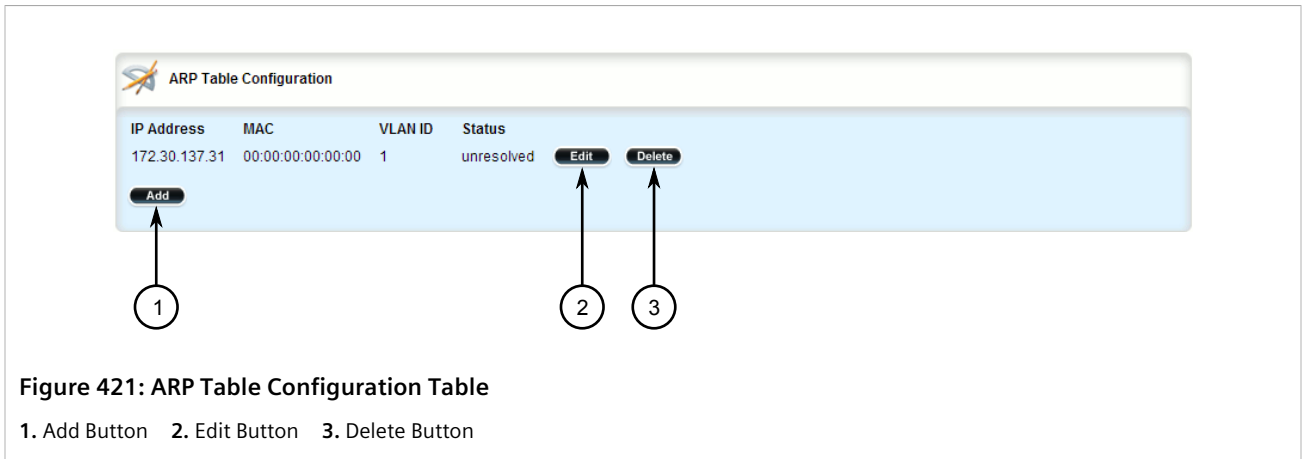 ARP Table Configuration
IP Address MAC VLAN ID Status
172.30.137.31 00:00:00:00:00:00 1 unresolved Edit Delete
Add
1 2 3
Figure 421: ARP Table Configuration Table
1. Add Button 2. Edit Button 3. Delete Button